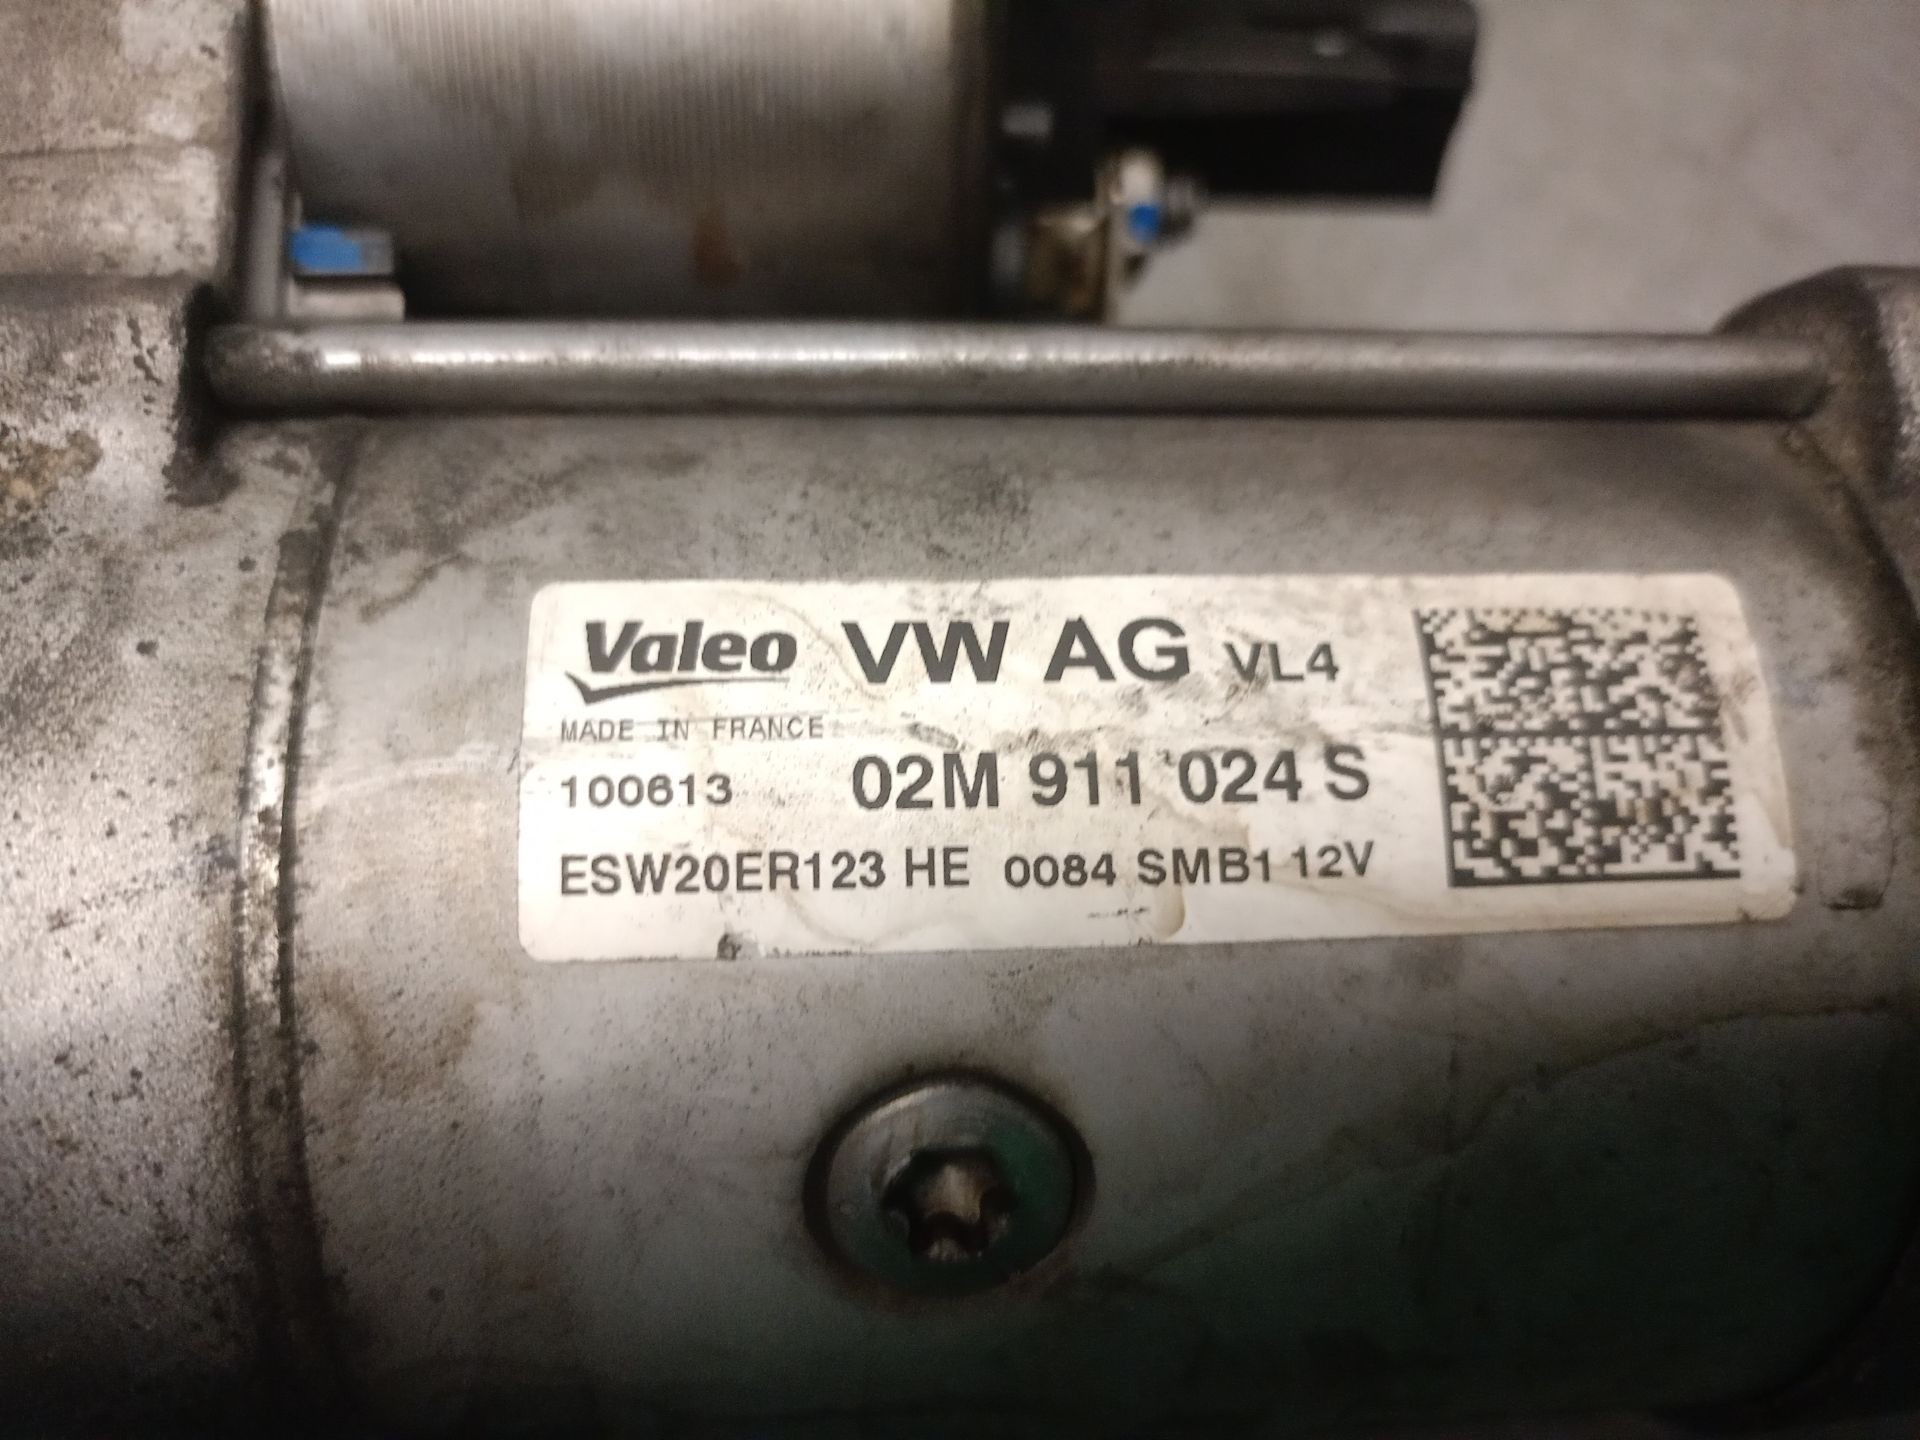 Valeo VW AG VL4
MADE IN FRANCE
100613 02M 911 024 S
ESW20ER123 HE 0084 SMB1 12V